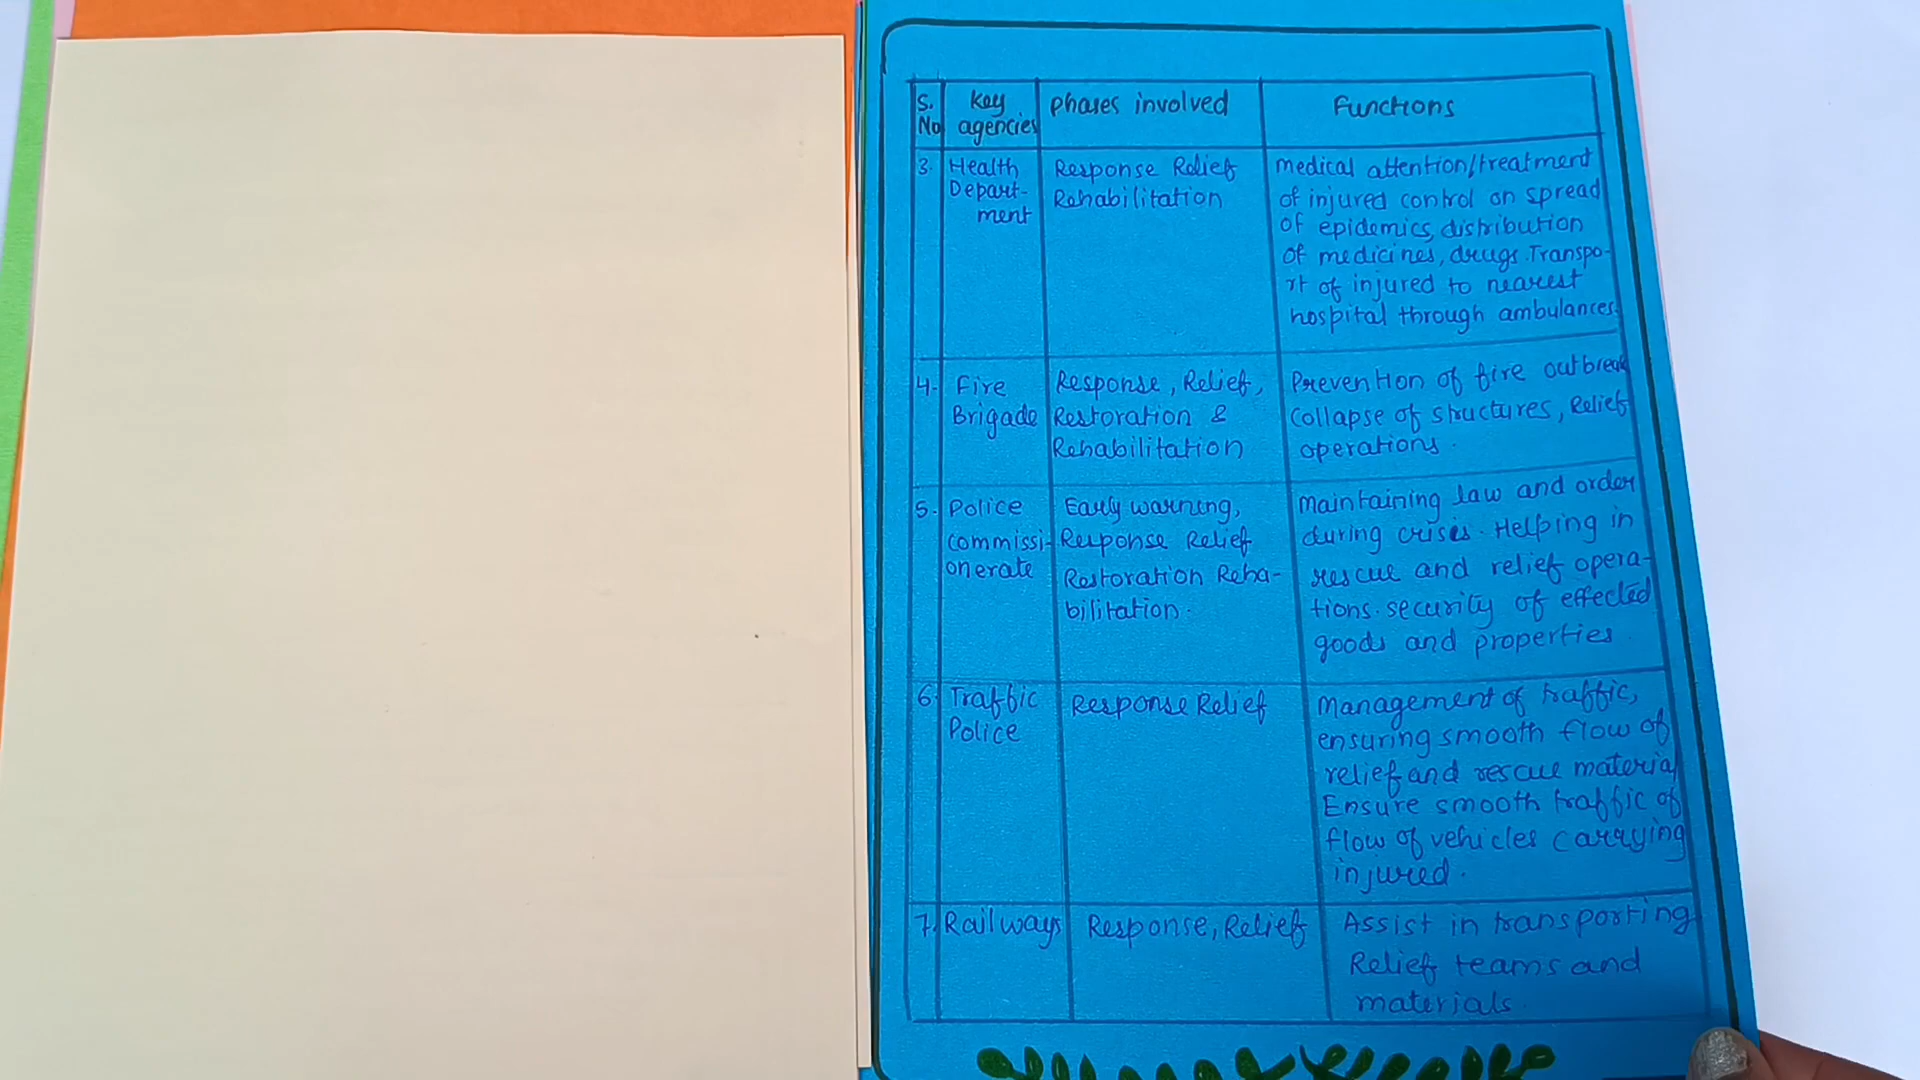 S. No
Key agencies
phases involved
Functions
3.
Health
Depart-
ment
Response Relief
Rehabilitation
medical attention/treatment
of injured control on spread
of epidemics, distribution
of medicines, drugs. Transpo-
rt of injured to nearest
hospital through ambulances.
4.
Fire
Brigade
Response, Relief,
Restoration &
Rehabilitation
Prevention of fire outbreak
Collapse of structures, Relief
operations.
5.
Police
commissi-
onerate
Early warning,
Response Relief
Restoration Reha-
bilitation.
Maintaining law and order
during crisis. Helping in
rescue and relief opera-
tions. security of effected
goods and properties.
6.
Traffic
Police
Response Relief
Management of traffic,
ensuring smooth flow of
relief and rescue material
Ensure smooth traffic of
flow of vehicles carrying
injured.
7.
Railways
Response, Relief
Assist in transporting
Relief teams and
materials.